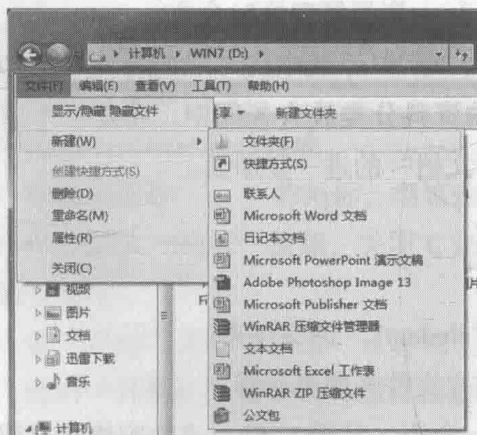 计算机 ▸ WIN7 (D:) ▸
文件(F) 编辑(E) 查看(V) 工具(T) 帮助(H)
显示/隐藏 隐藏文件
新建(W)
创建快捷方式(S)
删除(D)
重命名(M)
属性(R)
关闭(C)
享 新建文件夹
文件夹(F)
快捷方式(S)
联系人
Microsoft Word 文档
日记本文档
Microsoft PowerPoint 演示文稿
Adobe Photoshop Image 13
Microsoft Publisher 文档
WinRAR 压缩文件管理器
文本文档
Microsoft Excel 工作表
WinRAR ZIP 压缩文件
公文包
视频
图片
文档
迅雷下载
音乐
计算机